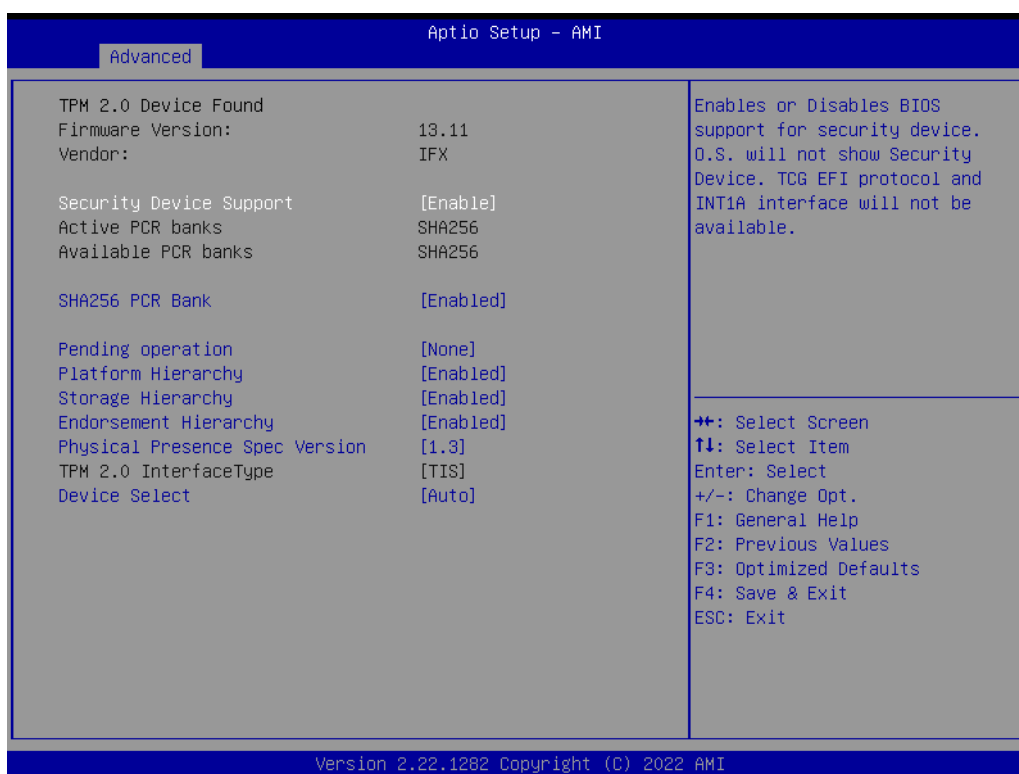 Aptio Setup – AMI
Advanced
TPM 2.0 Device Found
Firmware Version: 13.11
Vendor: IFX
Security Device Support [Enable]
Active PCR banks SHA256
Available PCR banks SHA256
SHA256 PCR Bank [Enabled]
Pending operation [None]
Platform Hierarchy [Enabled]
Storage Hierarchy [Enabled]
Endorsement Hierarchy [Enabled]
Physical Presence Spec Version [1.3]
TPM 2.0 InterfaceType [TIS]
Device Select [Auto]
Enables or Disables BIOS
support for security device.
O.S. will not show Security
Device. TCG EFI protocol and
INT1A interface will not be
available.
→←: Select Screen
↑↓: Select Item
Enter: Select
+/-: Change Opt.
F1: General Help
F2: Previous Values
F3: Optimized Defaults
F4: Save & Exit
ESC: Exit
Version 2.22.1282 Copyright (C) 2022 AMI